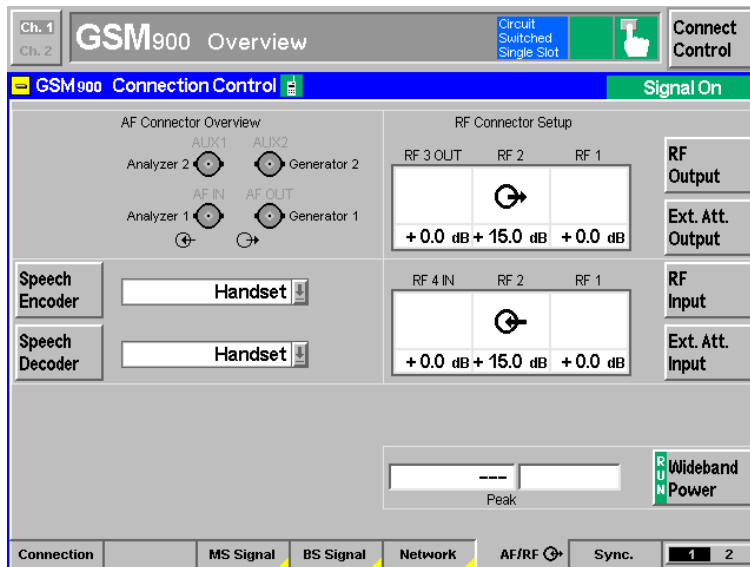 Ch. 1
Ch. 2
GSM900 Overview
Circuit
Switched
Single Slot
Connect
Control
GSM900 Connection Control
Signal On
AF Connector Overview
AUX1 AUX2
Analyzer 2 Generator 2
AF IN AF OUT
Analyzer 1 Generator 1
RF Connector Setup
RF 3 OUT RF 2 RF 1
+ 0.0 dB + 15.0 dB + 0.0 dB
RF
Output
Ext. Att.
Output
Speech
Encoder
Handset
Speech
Decoder
Handset
RF 4 IN RF 2 RF 1
+ 0.0 dB + 15.0 dB + 0.0 dB
RF
Input
Ext. Att.
Input
---
Peak
RUN
Wideband
Power
Connection MS Signal BS Signal Network AF/RF Sync. 1 2